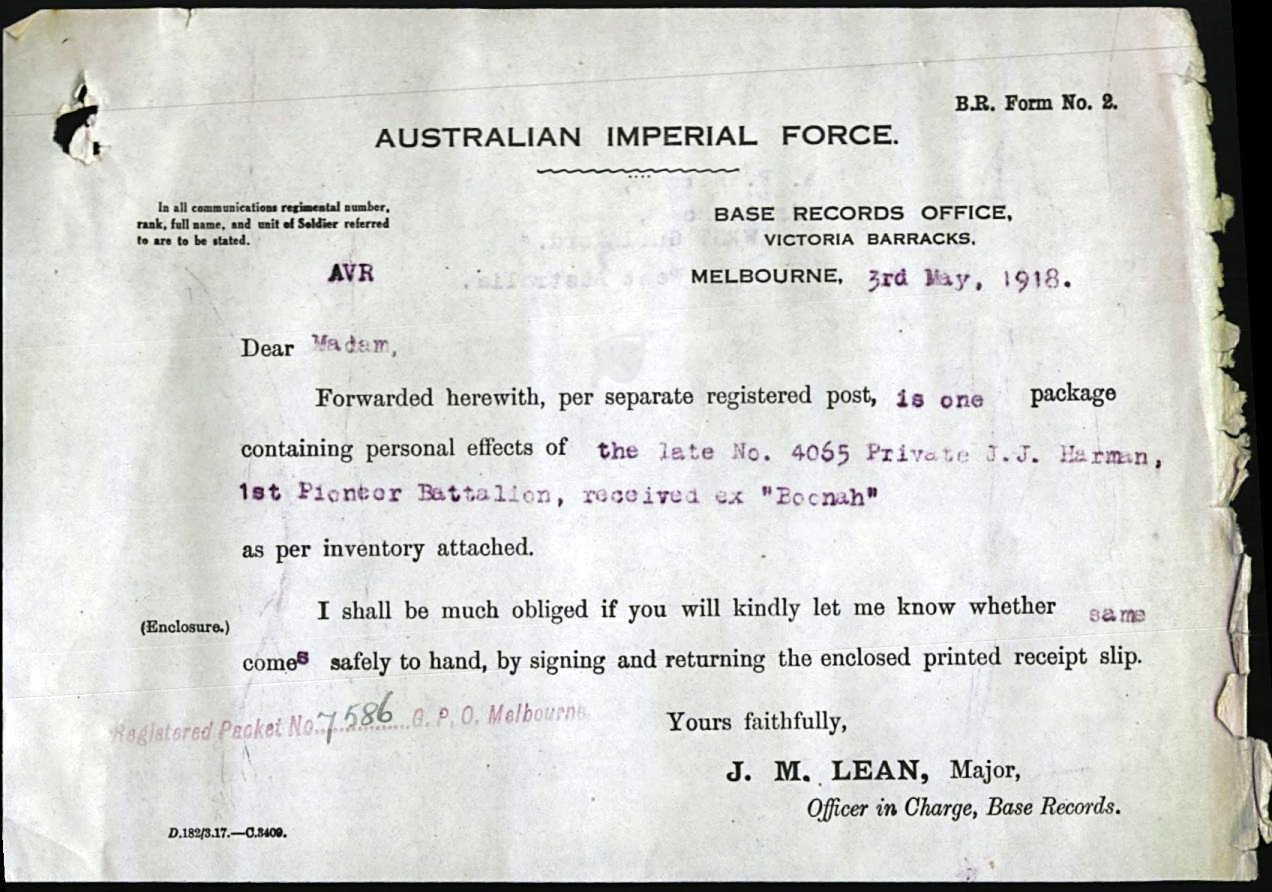 B.R. Form No. 2.
AUSTRALIAN IMPERIAL FORCE.
In all communications regimental number,
rank, full name, and unit of Soldier referred
to are to be stated.
BASE RECORDS OFFICE,
VICTORIA BARRACKS,
AVR
MELBOURNE, 3rd May, 1918.
Dear Madam,
Forwarded herewith, per separate registered post, is one package
containing personal effects of the late No. 4065 Private J.J. Harman,
1st Pioneer Battalion, received ex "Boonah"
as per inventory attached.
I shall be much obliged if you will kindly let me know whether same
(Enclosure.)
comes safely to hand, by signing and returning the enclosed printed receipt slip.
Registered Packet No. 7586 G. P. O. Melbourne.
Yours faithfully,
J. M. LEAN, Major,
Officer in Charge, Base Records.
D.182/3.17.—C.3409.